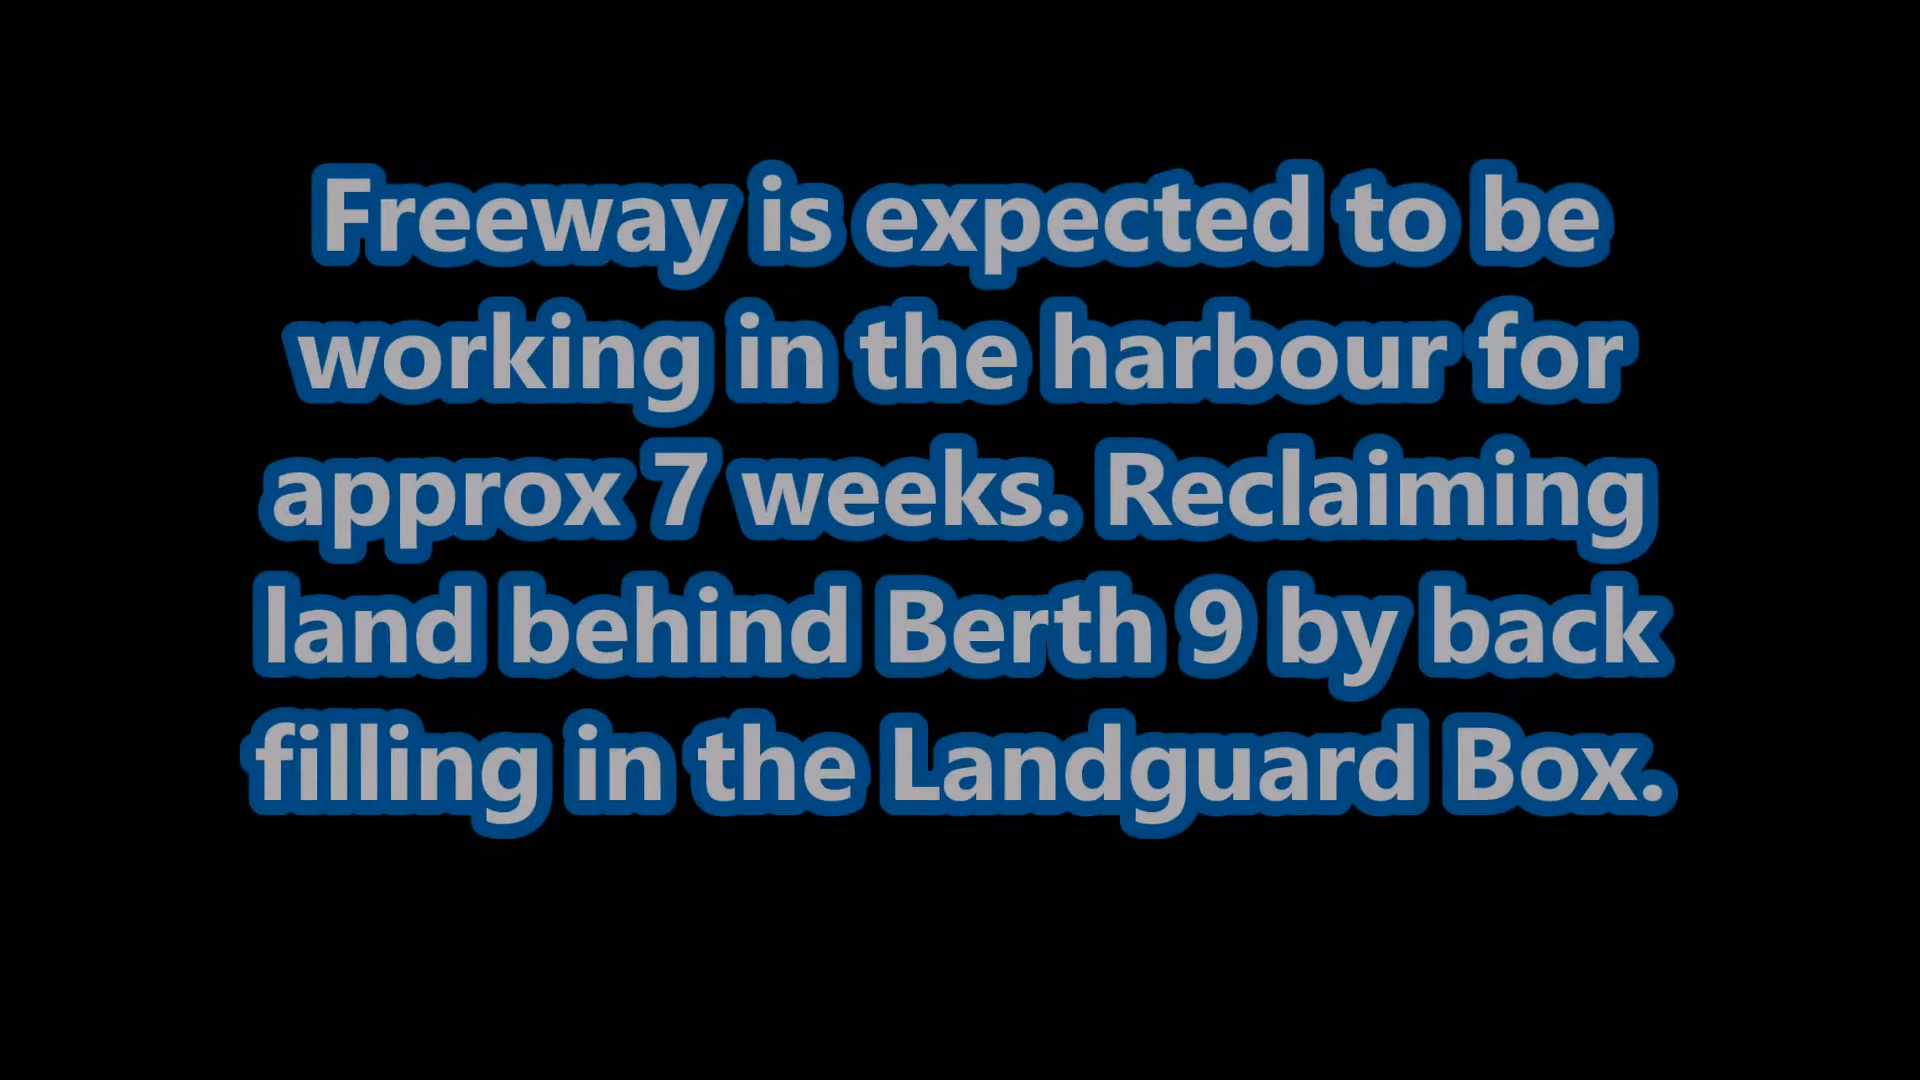 Freeway is expected to be
working in the harbour for
approx 7 weeks. Reclaiming
land behind Berth 9 by back
filling in the Landguard Box.